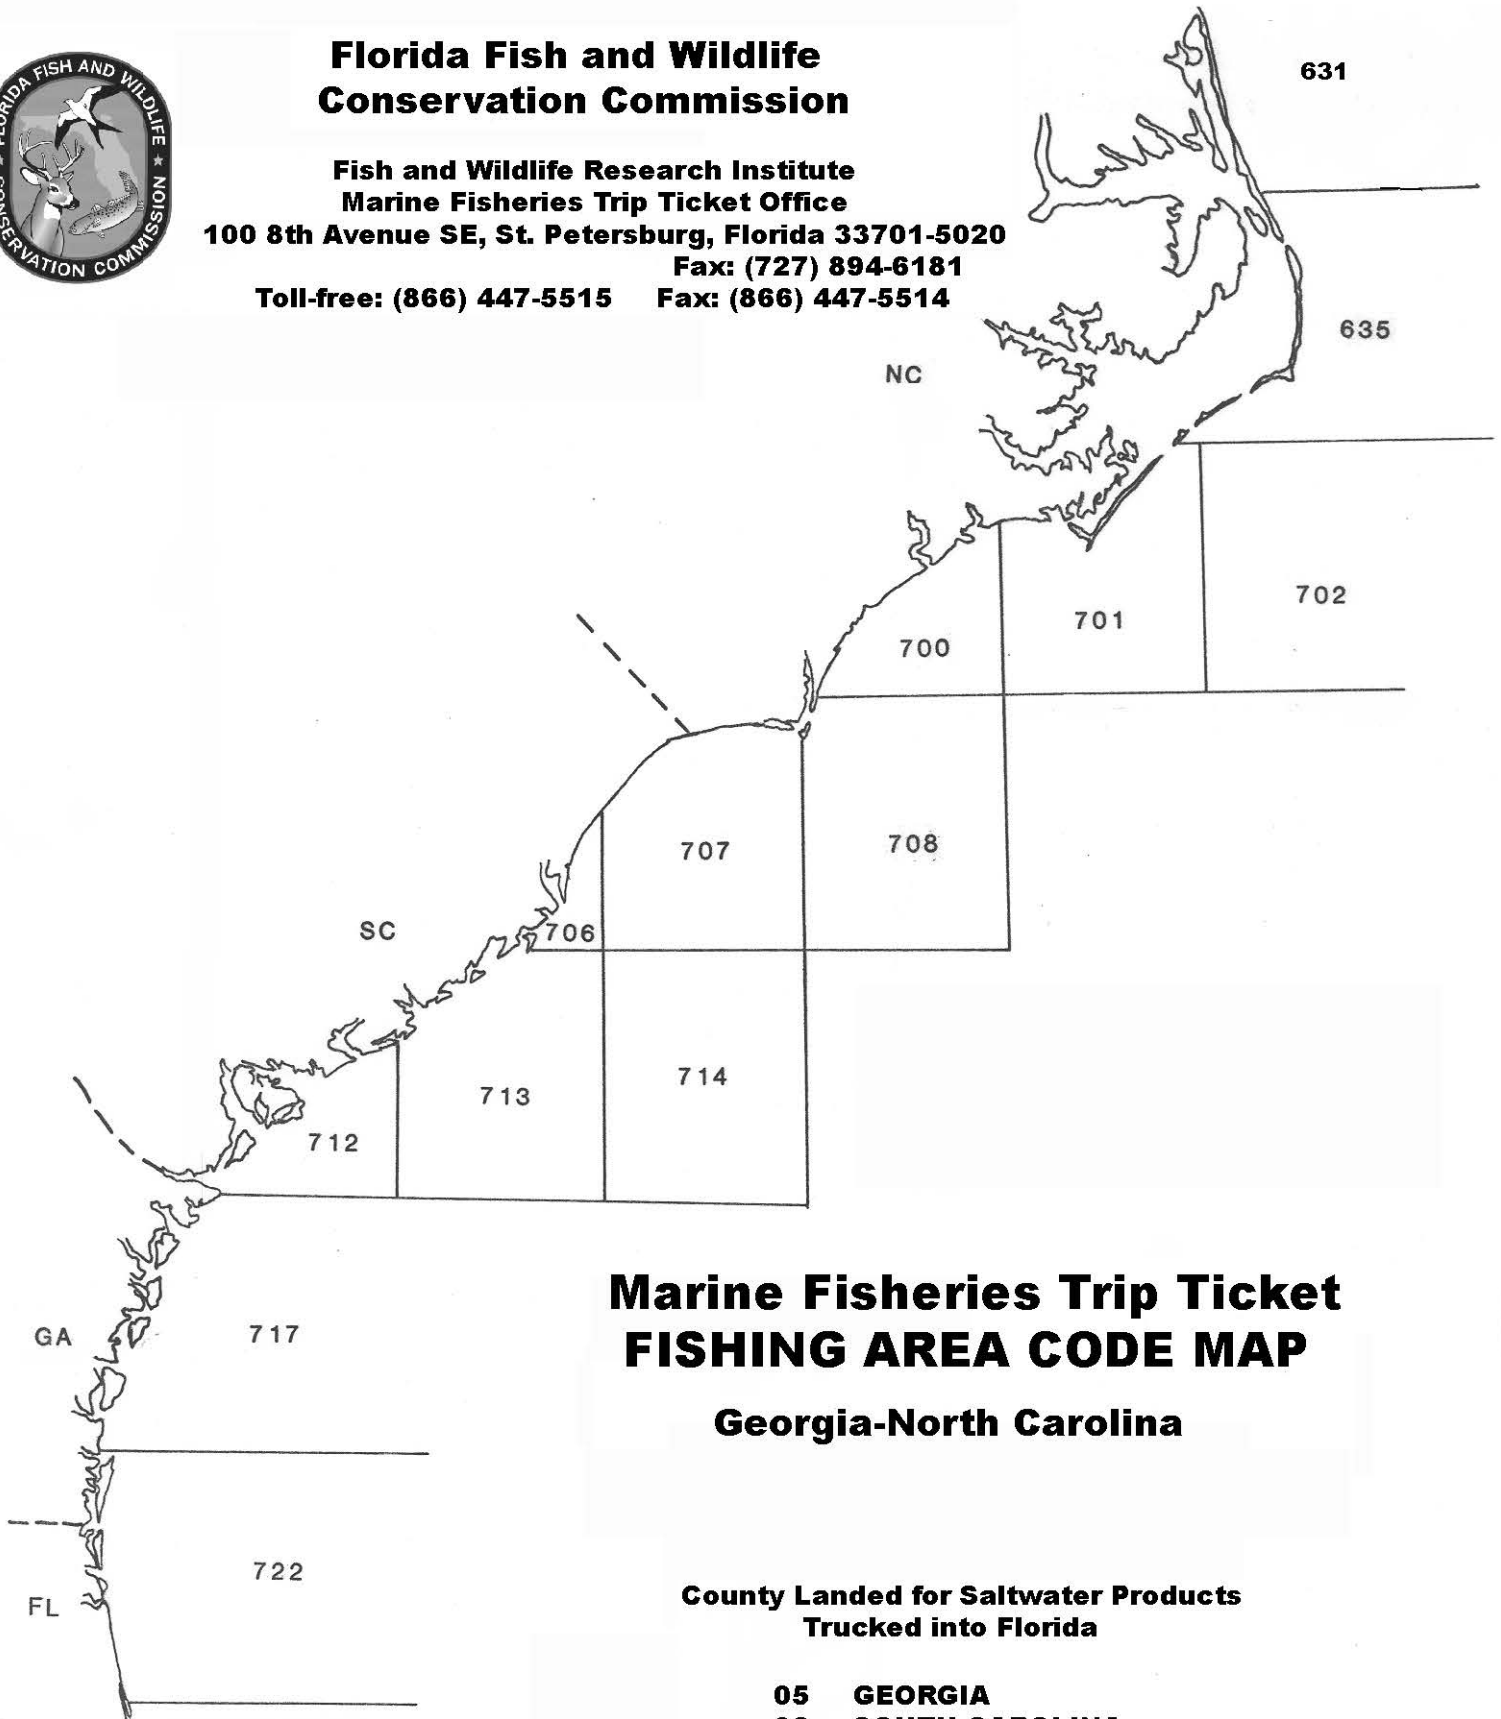 FLORIDA FISH AND WILDLIFE
CONSERVATION COMMISSION
Florida Fish and Wildlife
Conservation Commission
Fish and Wildlife Research Institute
Marine Fisheries Trip Ticket Office
100 8th Avenue SE, St. Petersburg, Florida 33701-5020
Fax: (727) 894-6181
Toll-free: (866) 447-5515 Fax: (866) 447-5514
631
635
NC
702
701
700
707
708
SC
706
714
713
712
GA
717
Marine Fisheries Trip Ticket
FISHING AREA CODE MAP
Georgia-North Carolina
722
FL
County Landed for Saltwater Products
Trucked into Florida
05 GEORGIA